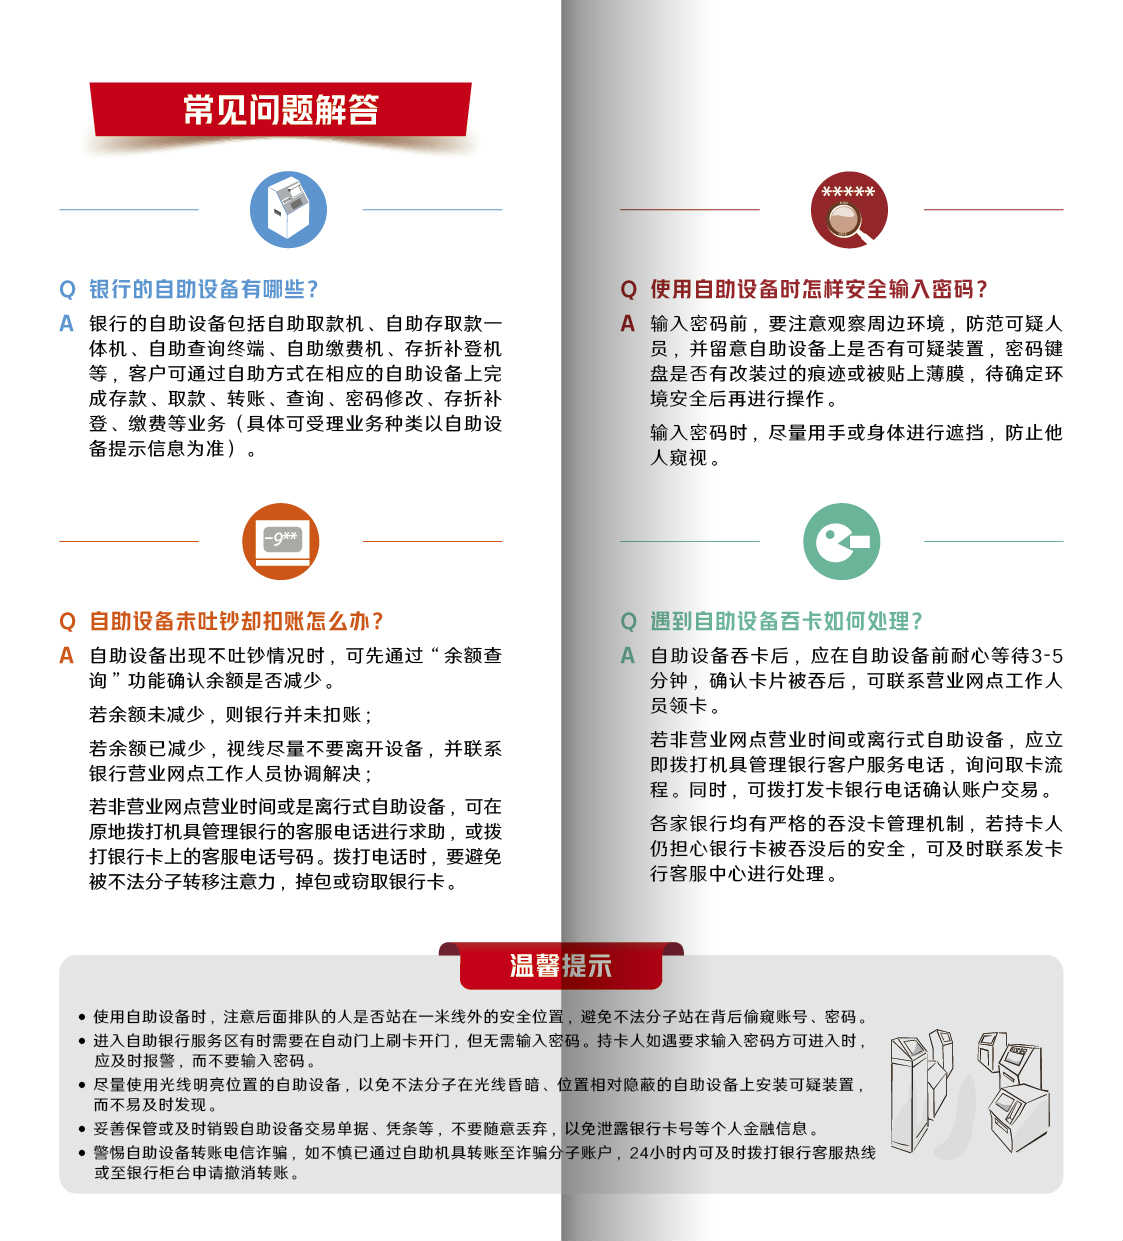 常见问题解答
Q 银行的自助设备有哪些？
A 银行的自助设备包括自助取款机、自助存取款一
体机、自助查询终端、自助缴费机、存折补登机
等，客户可通过自助方式在相应的自助设备上完
成存款、取款、转账、查询、密码修改、存折补
登、缴费等业务（具体可受理业务种类以自助设
备提示信息为准）。
-9**
Q 自助设备未吐钞却扣账怎么办？
A 自助设备出现不吐钞情况时，可先通过“余额查
询”功能确认余额是否减少。
若余额未减少，则银行并未扣账；
若余额已减少，视线尽量不要离开设备，并联系
银行营业网点工作人员协调解决；
若非营业网点营业时间或是离行式自助设备，可在
原地拨打机具管理银行的客服电话进行求助，或拨
打银行卡上的客服电话号码。拨打电话时，要避免
被不法分子转移注意力，掉包或窃取银行卡。
*****
Q 使用自助设备时怎样安全输入密码？
A 输入密码前，要注意观察周边环境，防范可疑人
员，并留意自助设备上是否有可疑装置，密码键
盘是否有改装过的痕迹或被贴上薄膜，待确定环
境安全后再进行操作。
输入密码时，尽量用手或身体进行遮挡，防止他
人窥视。
Q 遇到自助设备吞卡如何处理？
A 自助设备吞卡后，应在自助设备前耐心等待3-5
分钟，确认卡片被吞后，可联系营业网点工作人
员领卡。
若非营业网点营业时间或离行式自助设备，应立
即拨打机具管理银行客户服务电话，询问取卡流
程。同时，可拨打发卡银行电话确认账户交易。
各家银行均有严格的吞没卡管理机制，若持卡人
仍担心银行卡被吞没后的安全，可及时联系发卡
行客服中心进行处理。
温馨提示
● 使用自助设备时，注意后面排队的人是否站在一米线外的安全位置，避免不法分子站在背后偷窥账号、密码。
● 进入自助银行服务区有时需要在自动门上刷卡开门，但无需输入密码。持卡人如遇要求输入密码方可进入时，
应及时报警，而不要输入密码。
● 尽量使用光线明亮位置的自助设备，以免不法分子在光线昏暗、位置相对隐蔽的自助设备上安装可疑装置，
而不易及时发现。
● 妥善保管或及时销毁自助设备交易单据、凭条等，不要随意丢弃，以免泄露银行卡号等个人金融信息。
● 警惕自助设备转账电信诈骗，如不慎已通过自助机具转账至诈骗分子账户，24小时内可及时拨打银行客服热线
或至银行柜台申请撤消转账。